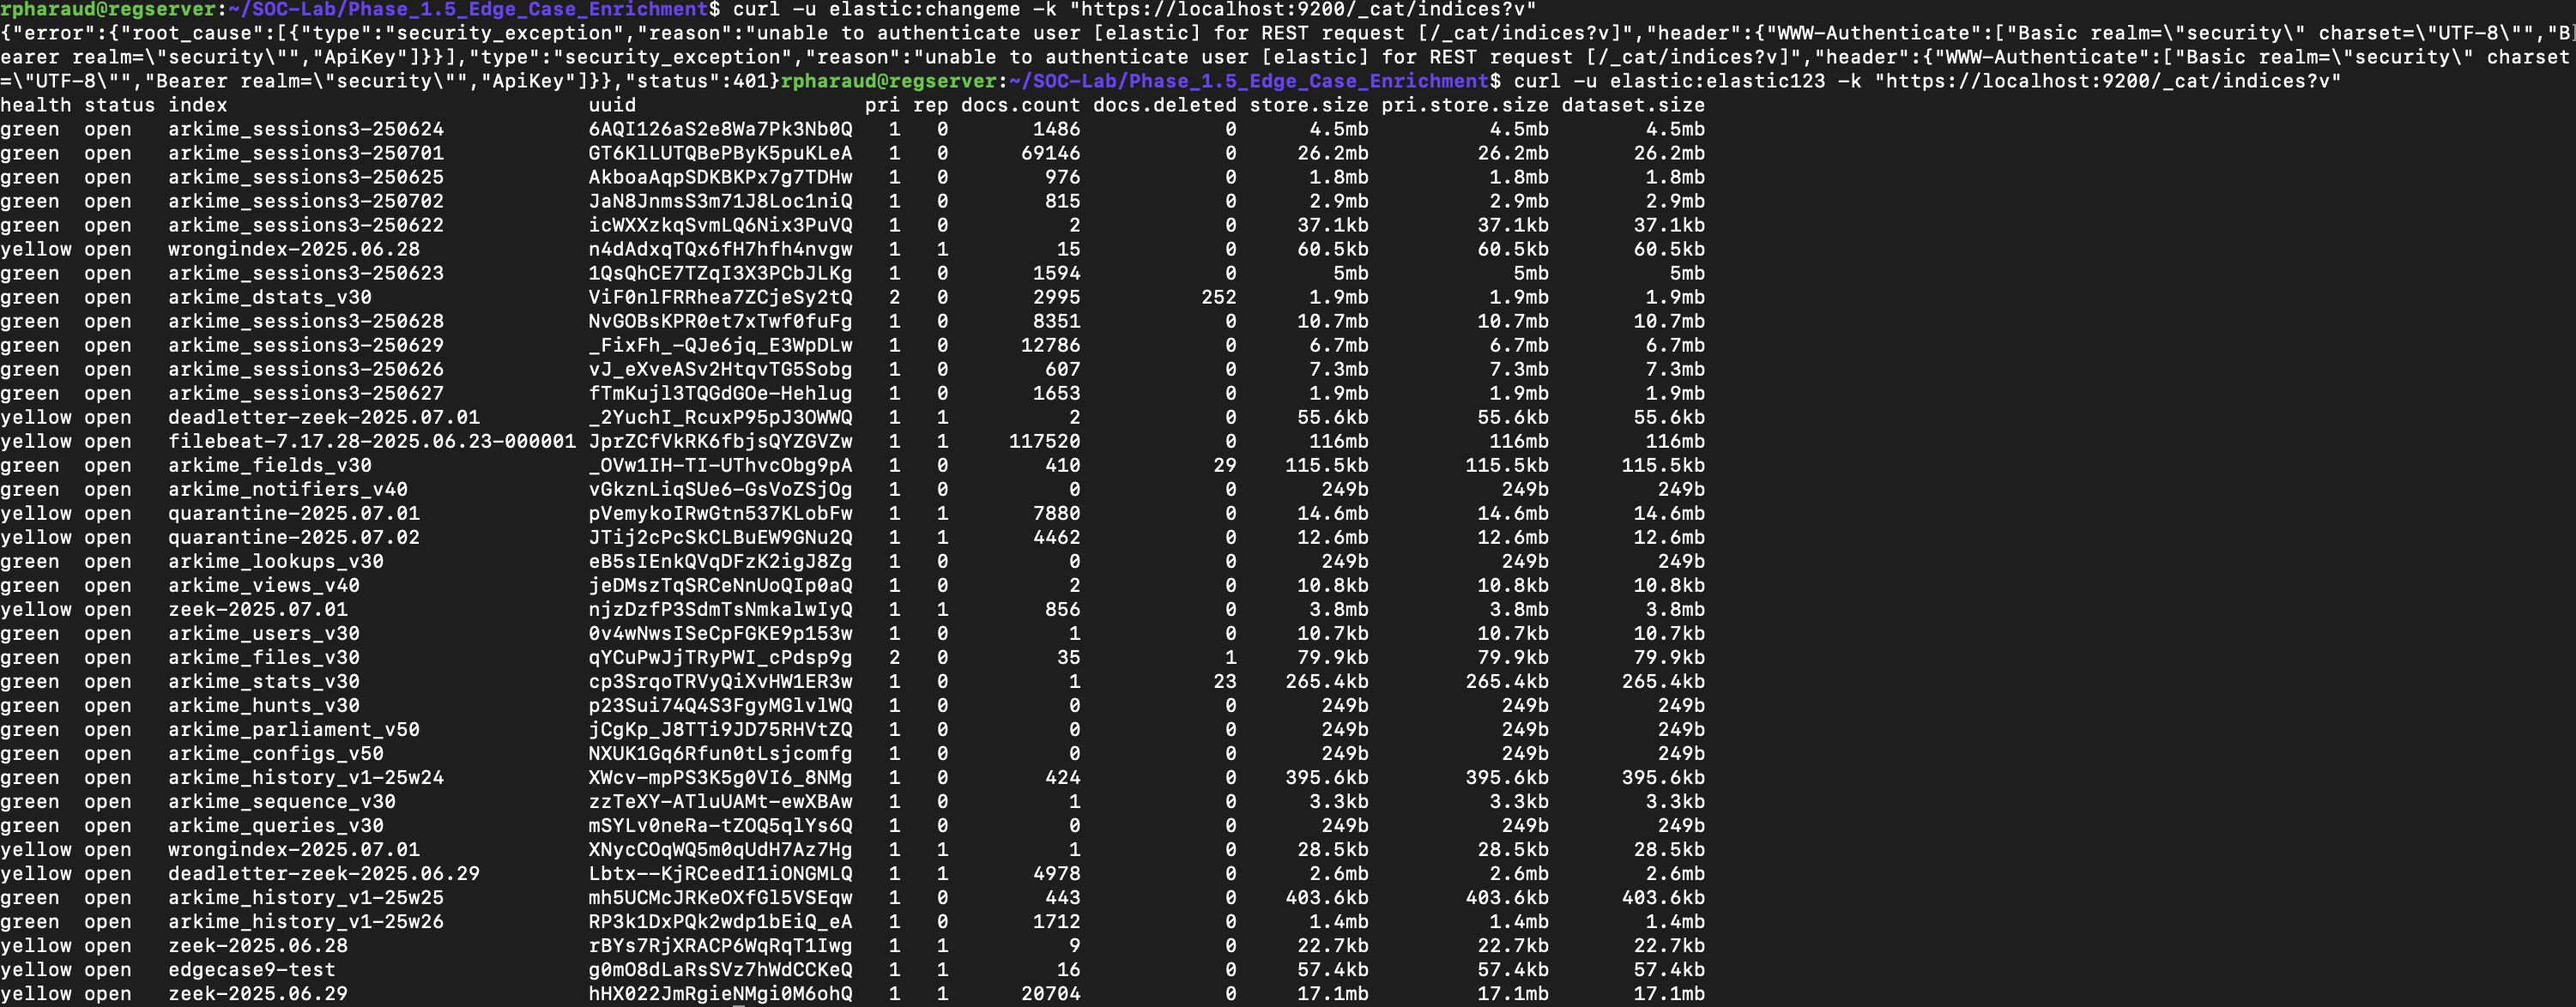 rpharaud@regserver:~/SOC-Lab/Phase_1.5_Edge_Case_Enrichment$ curl -u elastic:changeme -k "https://localhost:9200/_cat/indices?v"
{"error":{"root_cause":[{"type":"security_exception","reason":"unable to authenticate user [elastic] for REST request [/_cat/indices?v]","header":{"WWW-Authenticate":["Basic realm=\"security\" charset=\"UTF-8\"","B
earer realm=\"security\"","ApiKey"]}}],"type":"security_exception","reason":"unable to authenticate user [elastic] for REST request [/_cat/indices?v]","header":{"WWW-Authenticate":["Basic realm=\"security\" charset
=\"UTF-8\"","Bearer realm=\"security\"","ApiKey"]}},"status":401}rpharaud@regserver:~/SOC-Lab/Phase_1.5_Edge_Case_Enrichment$ curl -u elastic:elastic123 -k "https://localhost:9200/_cat/indices?v"
health status index uuid pri rep docs.count docs.deleted store.size pri.store.size dataset.size
green open arkime_sessions3-250624 6AQI126aS2e8Wa7Pk3Nb0Q 1 0 1486 0 4.5mb 4.5mb 4.5mb
green open arkime_sessions3-250701 GT6KlLUTQBePByK5puKLeA 1 0 69146 0 26.2mb 26.2mb 26.2mb
green open arkime_sessions3-250625 AkboaAqpSDKBKPx7g7TDHw 1 0 976 0 1.8mb 1.8mb 1.8mb
green open arkime_sessions3-250702 JaN8JnmsS3m71J8Loc1niQ 1 0 815 0 2.9mb 2.9mb 2.9mb
green open arkime_sessions3-250622 icWXXzkqSvmLQ6Nix3PuVQ 1 0 2 0 37.1kb 37.1kb 37.1kb
yellow open wrongindex-2025.06.28 n4dAdxqTQx6fH7hfh4nvgw 1 1 15 0 60.5kb 60.5kb 60.5kb
green open arkime_sessions3-250623 1QsQhCE7TZqI3X3PCbJLKg 1 0 1594 0 5mb 5mb 5mb
green open arkime_dstats_v30 ViF0nlFRRhea7ZCjeSy2tQ 2 0 2995 252 1.9mb 1.9mb 1.9mb
green open arkime_sessions3-250628 NvGOBsKPR0et7xTwf0fuFg 1 0 8351 0 10.7mb 10.7mb 10.7mb
green open arkime_sessions3-250629 _FixFh_-QJe6jq_E3WpDLw 1 0 12786 0 6.7mb 6.7mb 6.7mb
green open arkime_sessions3-250626 vJ_eXveASv2HtqvTG5Sobg 1 0 607 0 7.3mb 7.3mb 7.3mb
green open arkime_sessions3-250627 fTmKujl3TQGdGOe-Hehlug 1 0 1653 0 1.9mb 1.9mb 1.9mb
yellow open deadletter-zeek-2025.07.01 _2YuchI_RcuxP95pJ3OWWQ 1 1 2 0 55.6kb 55.6kb 55.6kb
yellow open filebeat-7.17.28-2025.06.23-000001 JprZCfVkRK6fbjsQYZGVZw 1 1 117520 0 116mb 116mb 116mb
green open arkime_fields_v30 _OVw1IH-TI-UThvcObg9pA 1 0 410 29 115.5kb 115.5kb 115.5kb
green open arkime_notifiers_v40 vGkznLiqSUe6-GsVoZSjOg 1 0 0 0 249b 249b 249b
yellow open quarantine-2025.07.01 pVemykoIRwGtn537KLobFw 1 1 7880 0 14.6mb 14.6mb 14.6mb
yellow open quarantine-2025.07.02 JTij2cPcSkCLBuEW9GNu2Q 1 1 4462 0 12.6mb 12.6mb 12.6mb
green open arkime_lookups_v30 eB5sIEnkQVqDFzK2igJ8Zg 1 0 0 0 249b 249b 249b
green open arkime_views_v40 jeDMszTqSRCeNnUoQIp0aQ 1 0 2 0 10.8kb 10.8kb 10.8kb
yellow open zeek-2025.07.01 njzDzfP3SdmTsNmkalwIyQ 1 1 856 0 3.8mb 3.8mb 3.8mb
green open arkime_users_v30 0v4wNwsISeCpFGKE9p153w 1 0 1 0 10.7kb 10.7kb 10.7kb
green open arkime_files_v30 qYCuPwJjTRyPWI_cPdsp9g 2 0 35 1 79.9kb 79.9kb 79.9kb
green open arkime_stats_v30 cp3SrqoTRVyQiXvHW1ER3w 1 0 1 23 265.4kb 265.4kb 265.4kb
green open arkime_hunts_v30 p23Sui74Q4S3FgyMGlvlWQ 1 0 0 0 249b 249b 249b
green open arkime_parliament_v50 jCgKp_J8TTi9JD75RHVtZQ 1 0 0 0 249b 249b 249b
green open arkime_configs_v50 NXUK1Gq6Rfun0tLsjcomfg 1 0 0 0 249b 249b 249b
green open arkime_history_v1-25w24 XWcv-mpPS3K5g0VI6_8NMg 1 0 424 0 395.6kb 395.6kb 395.6kb
green open arkime_sequence_v30 zzTeXY-ATluUAMt-ewXBAw 1 0 1 0 3.3kb 3.3kb 3.3kb
green open arkime_queries_v30 mSYLv0neRa-tZOQ5qlYs6Q 1 0 0 0 249b 249b 249b
yellow open wrongindex-2025.07.01 XNycCOqWQ5m0qUdH7Az7Hg 1 1 1 0 28.5kb 28.5kb 28.5kb
yellow open deadletter-zeek-2025.06.29 Lbtx--KjRCeedI1iONGMLQ 1 1 4978 0 2.6mb 2.6mb 2.6mb
green open arkime_history_v1-25w25 mh5UCMcJRKeOXfGl5VSEqw 1 0 443 0 403.6kb 403.6kb 403.6kb
green open arkime_history_v1-25w26 RP3k1DxPQk2wdp1bEiQ_eA 1 0 1712 0 1.4mb 1.4mb 1.4mb
yellow open zeek-2025.06.28 rBYs7RjXRACP6WqRqT1Iwg 1 1 9 0 22.7kb 22.7kb 22.7kb
yellow open edgecase9-test g0mO8dLaRsSVz7hWdCCKeQ 1 1 16 0 57.4kb 57.4kb 57.4kb
yellow open zeek-2025.06.29 hHX022JmRgieNMgi0M6ohQ 1 1 20704 0 17.1mb 17.1mb 17.1mb